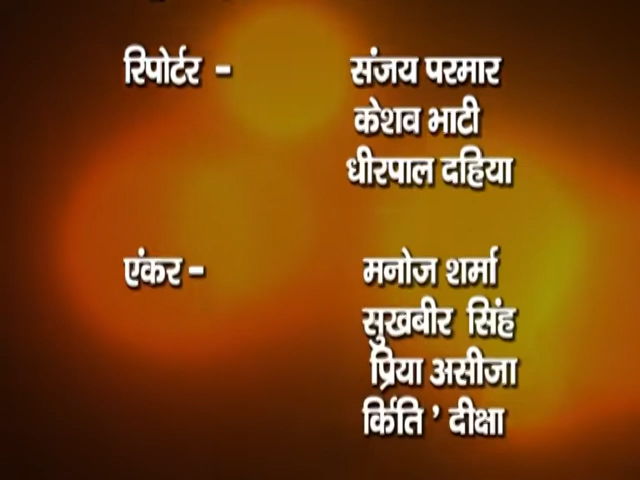 रिपोर्टर - संजय परमार
केशव भाटी
धीरपाल दहिया
एंकर - मनोज शर्मा
सुखबीर सिंह
प्रिया असीजा
र्किति ' दीक्षा